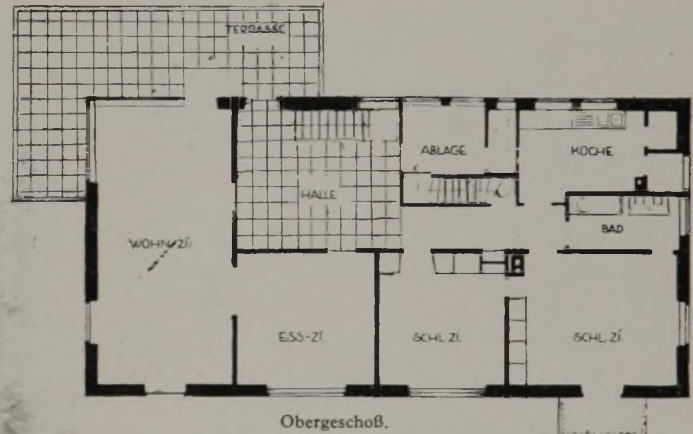 TERRASSE
ABLAGE
KÜCHE
HALLE
WOHN-ZI.
BAD
ESS-ZI.
SCHL. ZI.
SCHL. ZI.
Obergeschoß.